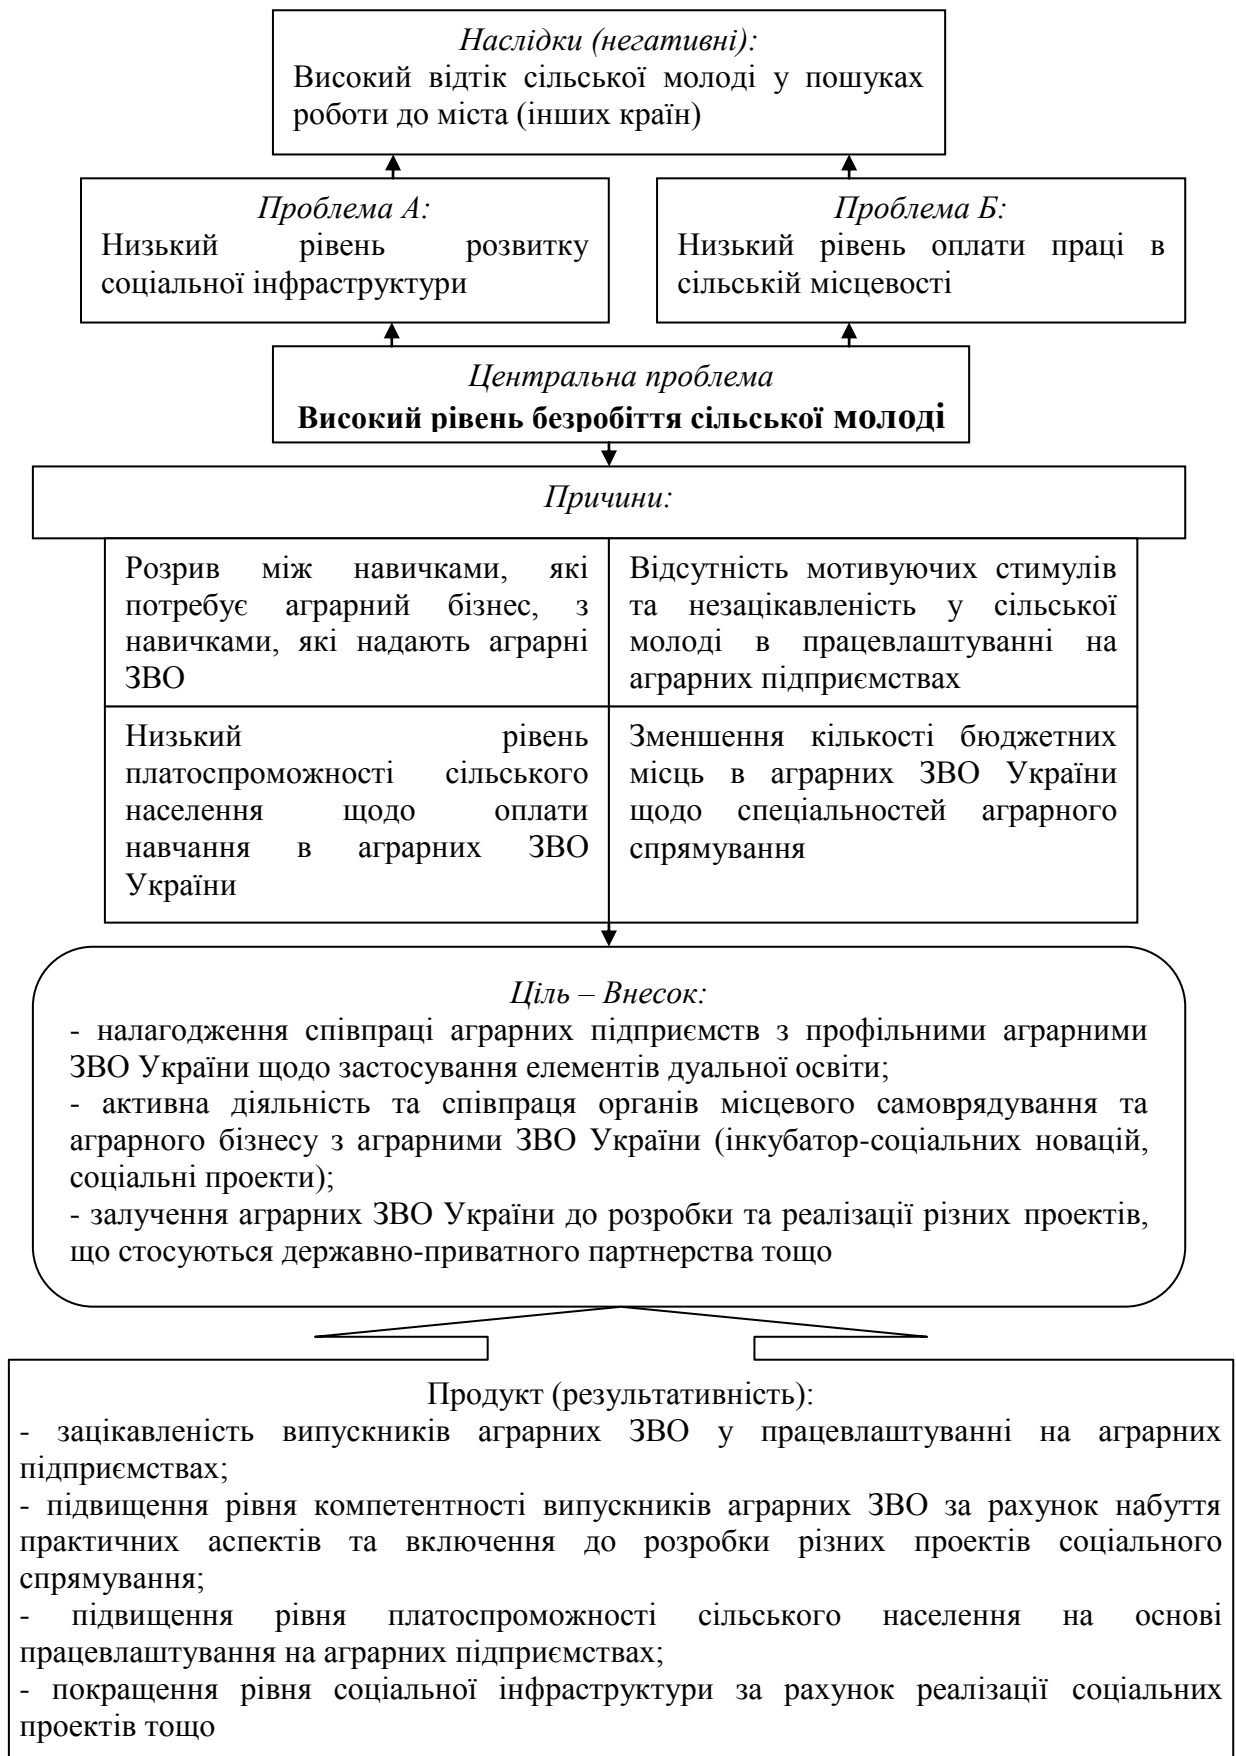 Наслідки (негативні):
Високий відтік сільської молоді у пошуках
роботи до міста (інших країн)
Проблема А:
Низький рівень розвитку
соціальної інфраструктури
Проблема Б:
Низький рівень оплати праці в
сільській місцевості
Центральна проблема
Високий рівень безробіття сільської молоді
Причини:
Розрив між навичками, які
потребує аграрний бізнес, з
навичками, які надають аграрні
ЗВО
Відсутність мотивуючих стимулів
та незацікавленість у сільської
молоді в працевлаштуванні на
аграрних підприємствах
Низький рівень
платоспроможності сільського
населення щодо оплати
навчання в аграрних ЗВО
України
Зменшення кількості бюджетних
місць в аграрних ЗВО України
щодо спеціальностей аграрного
спрямування
Ціль – Внесок:
- налагодження співпраці аграрних підприємств з профільними аграрними
ЗВО України щодо застосування елементів дуальної освіти;
- активна діяльність та співпраця органів місцевого самоврядування та
аграрного бізнесу з аграрними ЗВО України (інкубатор-соціальних новацій,
соціальні проекти);
- залучення аграрних ЗВО України до розробки та реалізації різних проектів,
що стосуються державно-приватного партнерства тощо
Продукт (результативність):
- зацікавленість випускників аграрних ЗВО у працевлаштуванні на аграрних
підприємствах;
- підвищення рівня компетентності випускників аграрних ЗВО за рахунок набуття
практичних аспектів та включення до розробки різних проектів соціального
спрямування;
- підвищення рівня платоспроможності сільського населення на основі
працевлаштування на аграрних підприємствах;
- покращення рівня соціальної інфраструктури за рахунок реалізації соціальних
проектів тощо